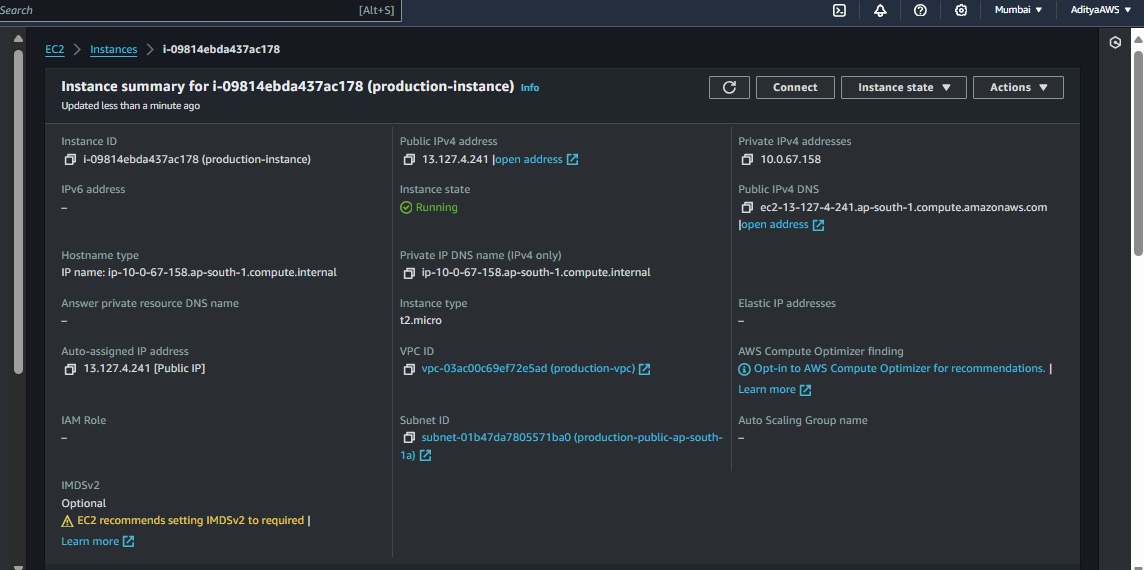 Search [Alt+S] Mumbai ▼ AdityaAWS ▼
EC2 > Instances > i-09814ebda437ac178
Instance summary for i-09814ebda437ac178 (production-instance) Info
Connect
Instance state ▼
Actions ▼
Updated less than a minute ago
Instance ID
i-09814ebda437ac178 (production-instance)
Public IPv4 address
13.127.4.241 |open address
Private IPv4 addresses
10.0.67.158
IPv6 address
–
Instance state
Running
Public IPv4 DNS
ec2-13-127-4-241.ap-south-1.compute.amazonaws.com
|open address
Hostname type
IP name: ip-10-0-67-158.ap-south-1.compute.internal
Private IP DNS name (IPv4 only)
ip-10-0-67-158.ap-south-1.compute.internal
Answer private resource DNS name
–
Instance type
t2.micro
Elastic IP addresses
–
Auto-assigned IP address
13.127.4.241 [Public IP]
VPC ID
vpc-03ac00c69ef72e5ad (production-vpc)
AWS Compute Optimizer finding
Opt-in to AWS Compute Optimizer for recommendations. |
Learn more
IAM Role
–
Subnet ID
subnet-01b47da7805571ba0 (production-public-ap-south-
1a)
Auto Scaling Group name
–
IMDSv2
Optional
EC2 recommends setting IMDSv2 to required |
Learn more